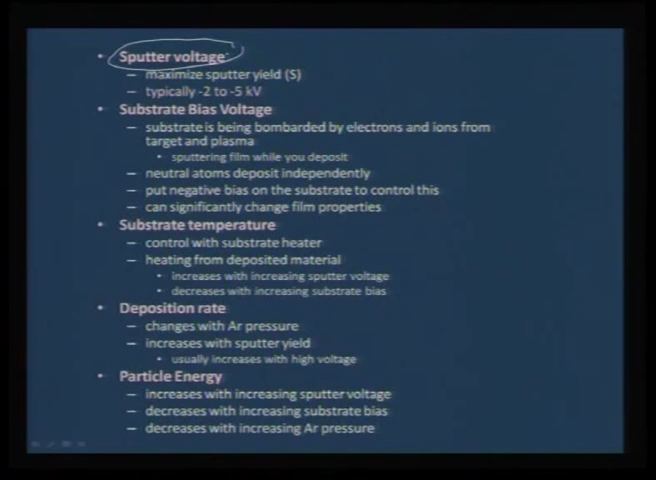 • Sputter voltage:
– maximize sputter yield (S)
– typically -2 to -5 kV
• Substrate Bias Voltage
– substrate is being bombarded by electrons and ions from
target and plasma
• sputtering film while you deposit
– neutral atoms deposit independently
– put negative bias on the substrate to control this
– can significantly change film properties
• Substrate temperature
– control with substrate heater
– heating from deposited material
• increases with increasing sputter voltage
• decreases with increasing substrate bias
• Deposition rate
– changes with Ar pressure
– increases with sputter yield
• usually increases with high voltage
• Particle Energy
– increases with increasing sputter voltage
– decreases with increasing substrate bias
– decreases with increasing Ar pressure